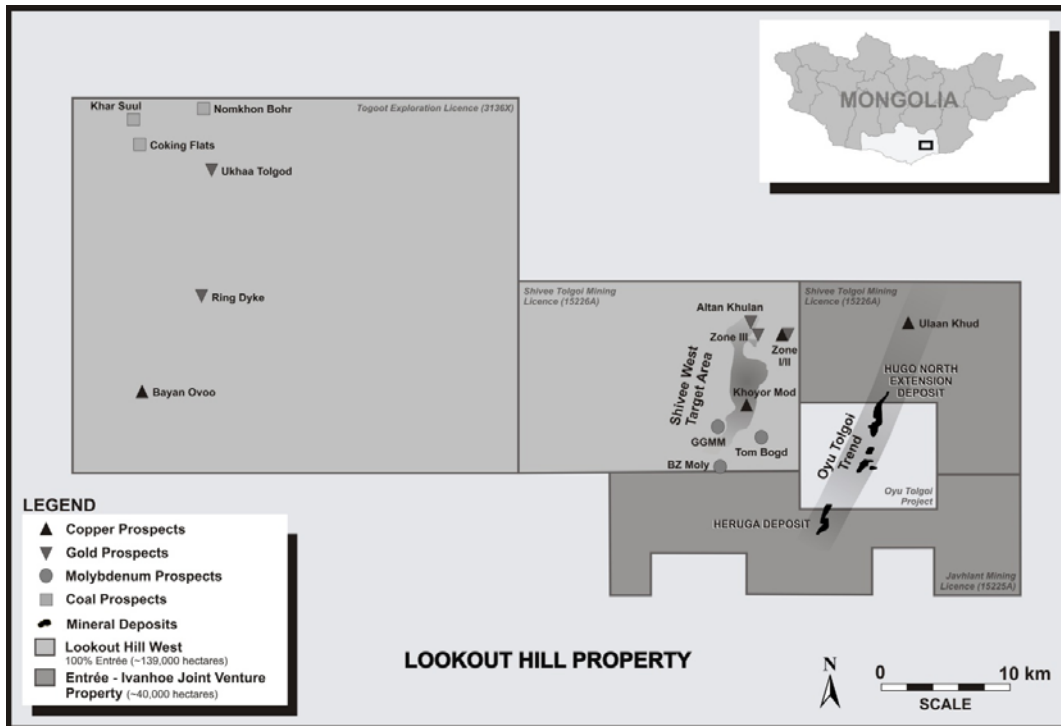 MONGOLIA
Khar Suul
Nomkhon Bohr
Togoot Exploration Licence (3136X)
Coking Flats
Ukhaa Tolgod
Ring Dyke
Bayan Ovoo
Shivee Tolgoi Mining
Licence (15226A)
Altan Khulan
Zone III
Zone
I/II
Shivee West
Target Area
Khoyor Mod
GGMM
Tom Bogd
BZ Moly
Shivee Tolgoi Mining
Licence (15226A)
Ulaan Khud
HUGO NORTH
EXTENSION
DEPOSIT
Oyu Tolgoi
Trend
Oyu Tolgoi
Project
HERUGA DEPOSIT
Javhlant Mining
Licence (15225A)
LEGEND
Copper Prospects
Gold Prospects
Molybdenum Prospects
Coal Prospects
Mineral Deposits
Lookout Hill West
100% Entrée (~139,000 hectares)
Entrée - Ivanhoe Joint Venture
Property (~40,000 hectares)
LOOKOUT HILL PROPERTY
N
0 10 km
SCALE